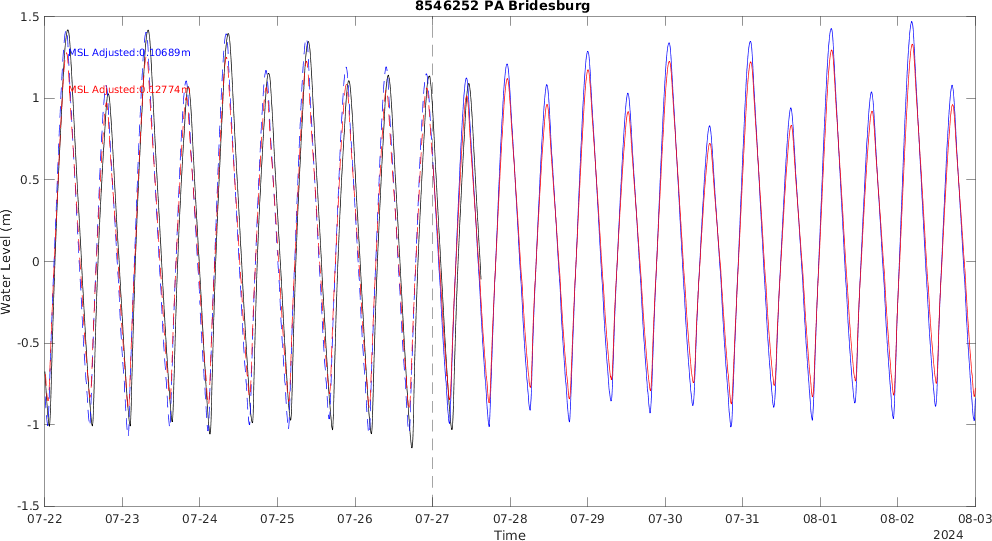 8546252 PA Bridesburg
1.5
MSL Adjusted:0.10689m
MSL Adjusted:0.12774m
1
0.5
0
-0.5
-1
-1.5
Water Level (m)
07-22 07-23 07-24 07-25 07-26 07-27 07-28 07-29 07-30 07-31 08-01 08-02 08-03
Time
2024